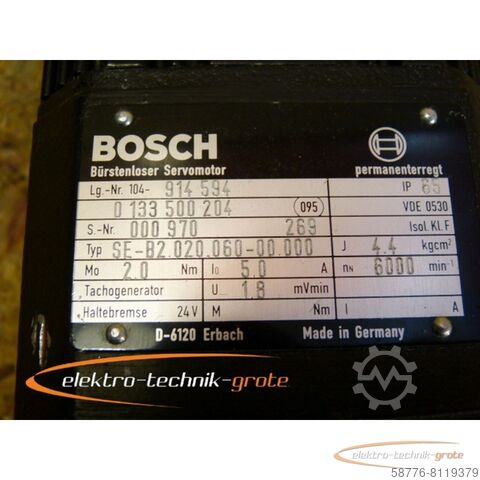 BOSCH
Bürstenloser Servomotor permanenterregt
Lg.-Nr. 104- 914 594 IP 65
0 133 500 204 095 VDE 0530
S.-Nr. 000 970 269 Isol. Kl. F
Typ SE-B2.020.060-00.000 J 4.4 kgcm²
Mo 2.0 Nm Io 5.0 A nN 6000 min⁻¹
Tachogenerator U 1.8 mVmin
Haltebremse 24V M Nm I A
D-6120 Erbach Made in Germany
elektro-technik-grote
MACHINESEEKER
elektro-technik-grote
58776-8119379